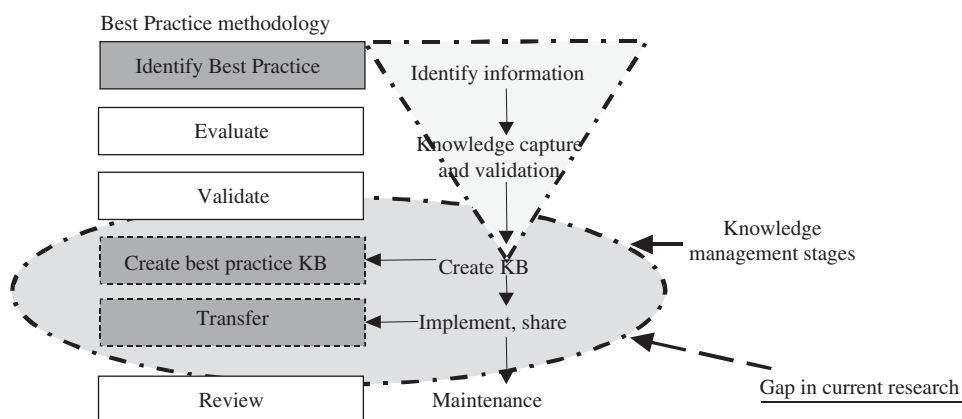 Best Practice methodology
Identify Best Practice
Evaluate
Validate
Create best practice KB
Transfer
Review
Identify information
Knowledge capture
and validation
Create KB
Implement, share
Maintenance
Knowledge
management stages
Gap in current research